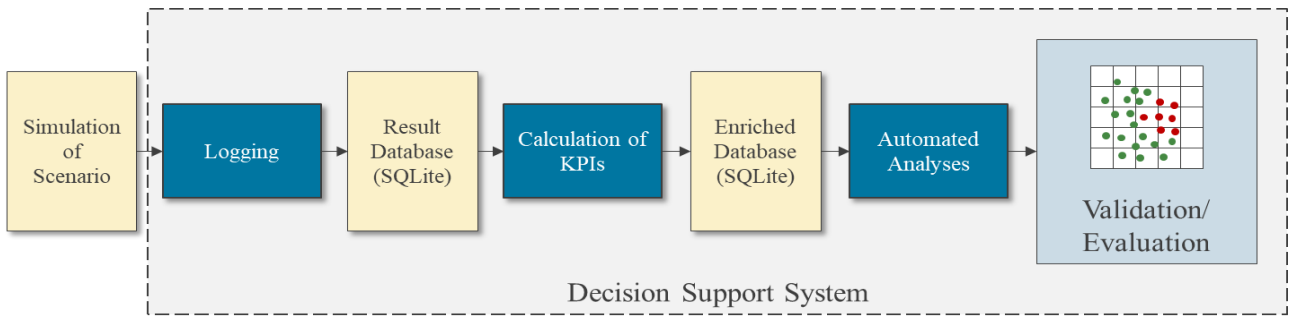 Simulation
of
Scenario
Logging
Result
Database
(SQLite)
Calculation of
KPIs
Enriched
Database
(SQLite)
Automated
Analyses
Validation/
Evaluation
Decision Support System